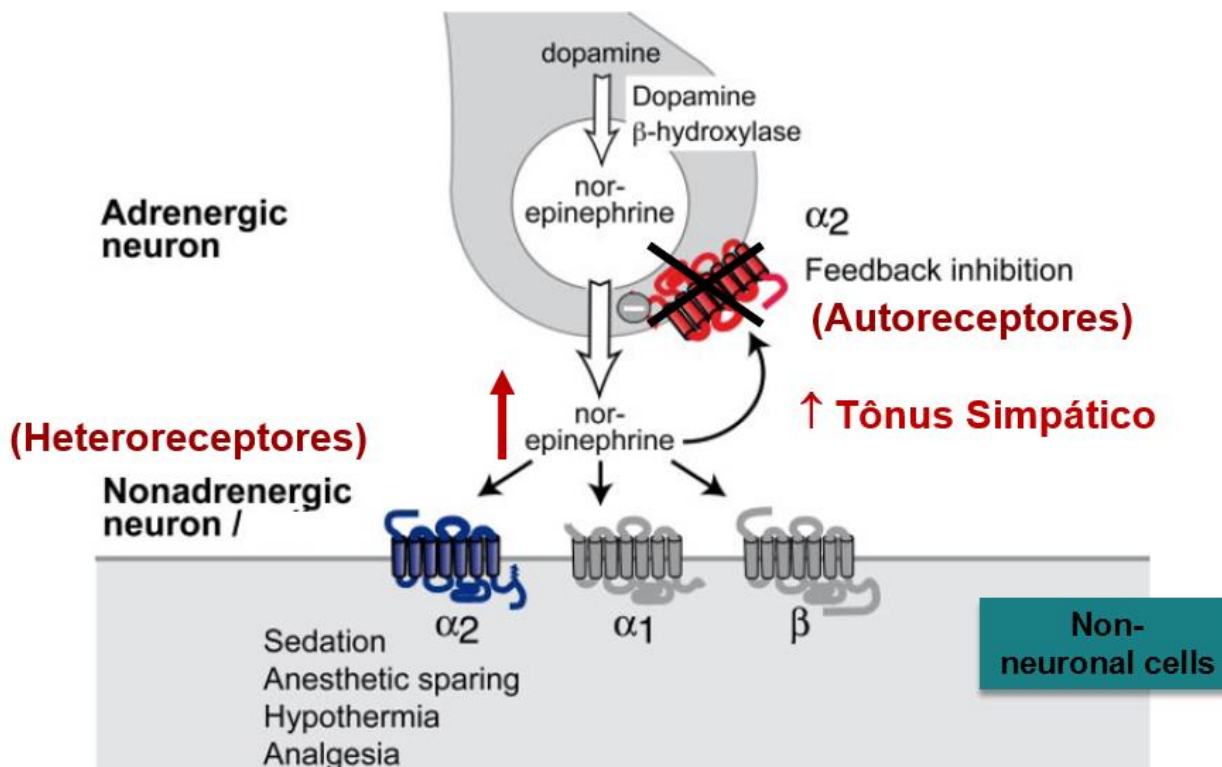 dopamine
Dopamine
β-hydroxylase
nor-
epinephrine
Adrenergic
neuron
α2
Feedback inhibition
(Autoreceptores)
nor-
epinephrine
↑ Tônus Simpático
(Heteroreceptores)
Nonadrenergic
neuron /
α2
α1
β
Non-
neuronal cells
Sedation
Anesthetic sparing
Hypothermia
Analgesia